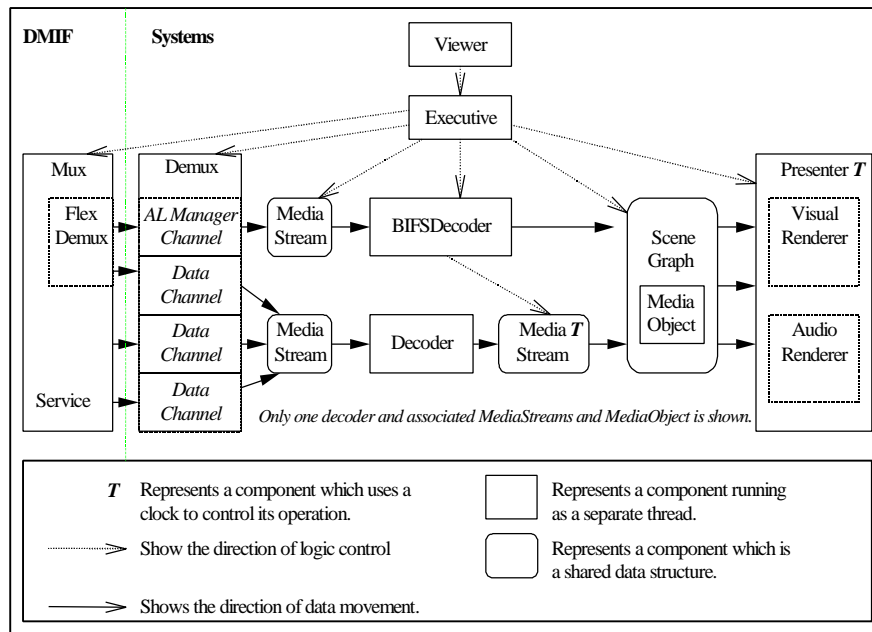 DMIF
Systems
Viewer
Executive
Mux
Demux
Presenter T
Flex
Demux
AL Manager
Channel
Media
Stream
BIFSDecoder
Scene
Graph
Visual
Renderer
Data
Channel
Media
Object
Data
Channel
Media
Stream
Decoder
Media T
Stream
Audio
Renderer
Data
Channel
Service
Only one decoder and associated MediaStreams and MediaObject is shown.
T Represents a component which uses a
clock to control its operation.
Represents a component running
as a separate thread.
Show the direction of logic control
Represents a component which is
a shared data structure.
Shows the direction of data movement.